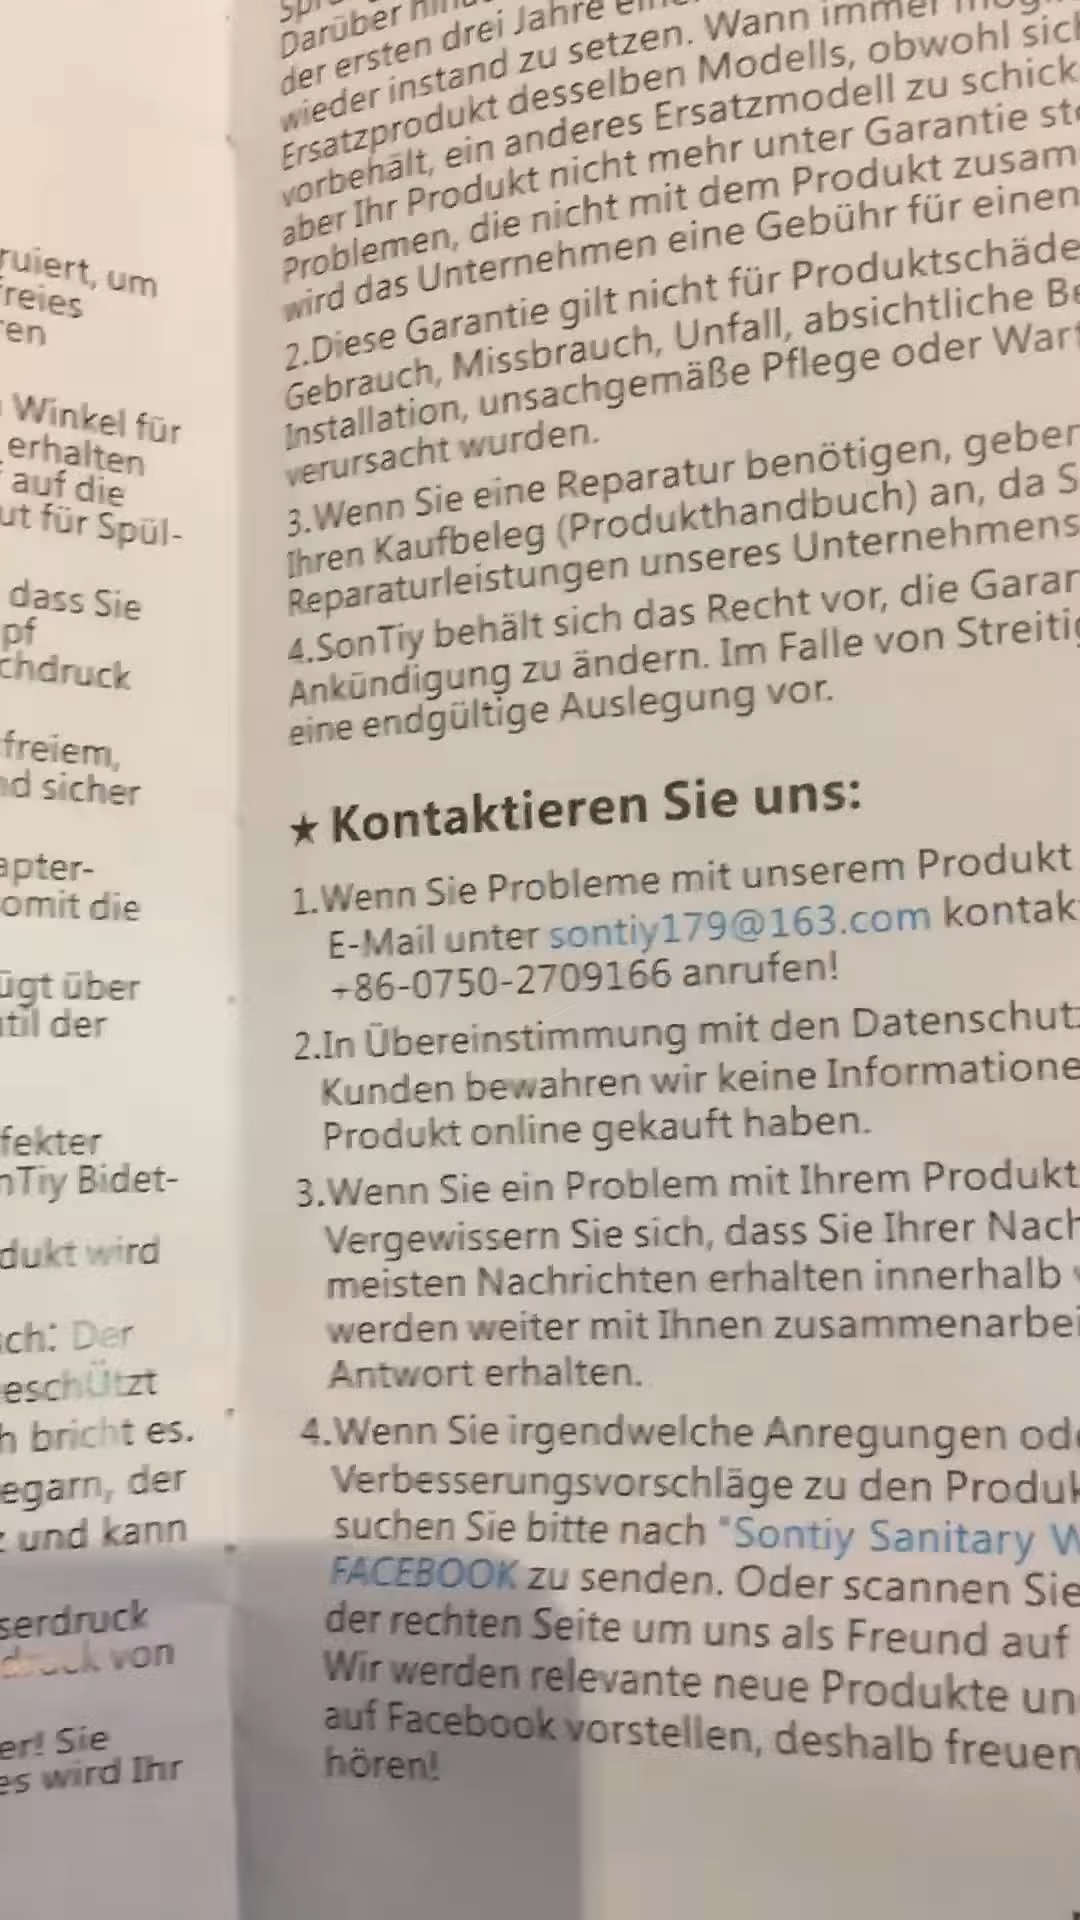 ruiert, um
freies
ren
Winkel für
erhalten
auf die
ut für Spül-
dass Sie
pf
chdruck
freiem,
nd sicher
apter-
omit die
ügt über
til der
fekter
nTiy Bidet-
dukt wird
ch: Der
eschützt
h bricht es.
egarn, der
und kann
serdruck
druck von
er! Sie
es wird Ihr
Darüber
der ersten drei Jahre
wieder instand zu setzen. Wann immer
Ersatzprodukt desselben Modells, obwohl sich
vorbehält, ein anderes Ersatzmodell zu schick
aber Ihr Produkt nicht mehr unter Garantie ste
Problemen, die nicht mit dem Produkt zusam
wird das Unternehmen eine Gebühr für einen
2.Diese Garantie gilt nicht für Produktschäde
Gebrauch, Missbrauch, Unfall, absichtliche Be
Installation, unsachgemäße Pflege oder Wart
verursacht wurden.
3.Wenn Sie eine Reparatur benötigen, geben
Ihren Kaufbeleg (Produkthandbuch) an, da S
Reparaturleistungen unseres Unternehmens
4.SonTiy behält sich das Recht vor, die Garan
Ankündigung zu ändern. Im Falle von Streitig
eine endgültige Auslegung vor.
★ Kontaktieren Sie uns:
1.Wenn Sie Probleme mit unserem Produkt
E-Mail unter sontiy179@163.com kontak
+86-0750-2709166 anrufen!
2.In Übereinstimmung mit den Datenschutz
Kunden bewahren wir keine Informatione
Produkt online gekauft haben.
3.Wenn Sie ein Problem mit Ihrem Produkt
Vergewissern Sie sich, dass Sie Ihrer Nach
meisten Nachrichten erhalten innerhalb
werden weiter mit Ihnen zusammenarbei
Antwort erhalten.
4.Wenn Sie irgendwelche Anregungen ode
Verbesserungsvorschläge zu den Produk
suchen Sie bitte nach "Sontiy Sanitary W
FACEBOOK zu senden. Oder scannen Sie
der rechten Seite um uns als Freund auf
Wir werden relevante neue Produkte un
auf Facebook vorstellen, deshalb freuen
hören!